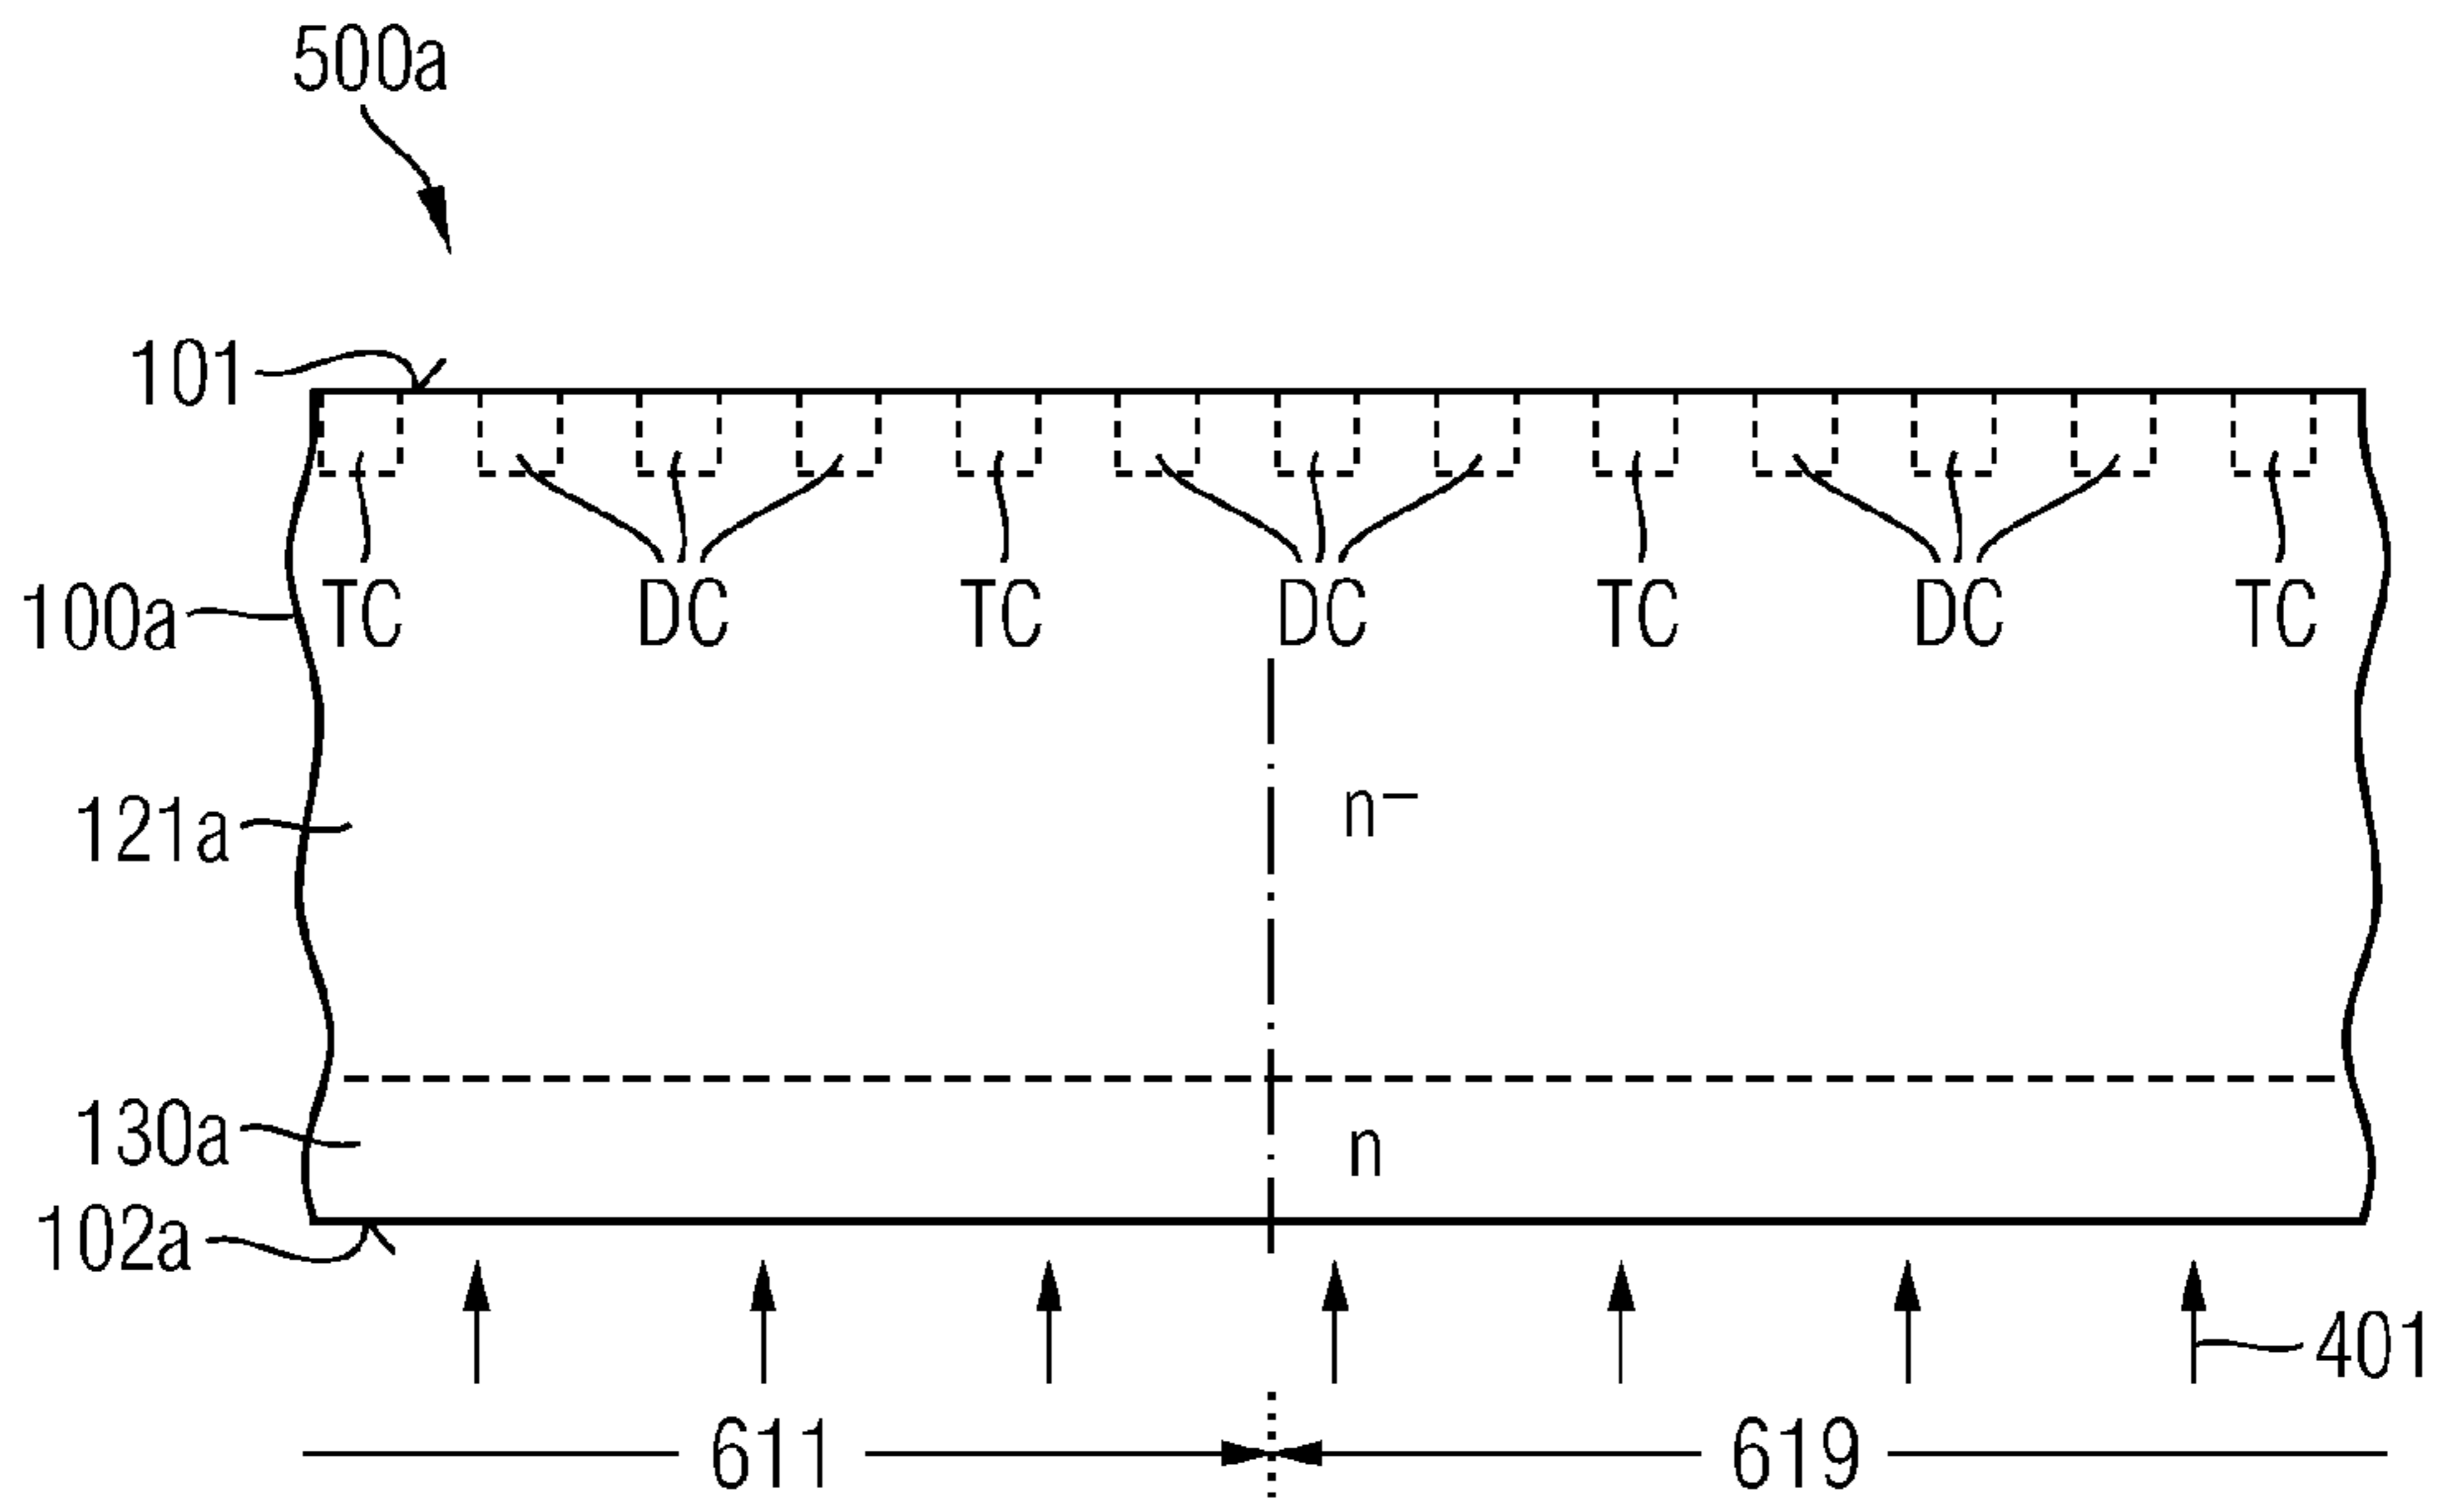 500a
101
100a TC DC TC DC TC DC TC
121a n−
130a n
102a
401
611 619